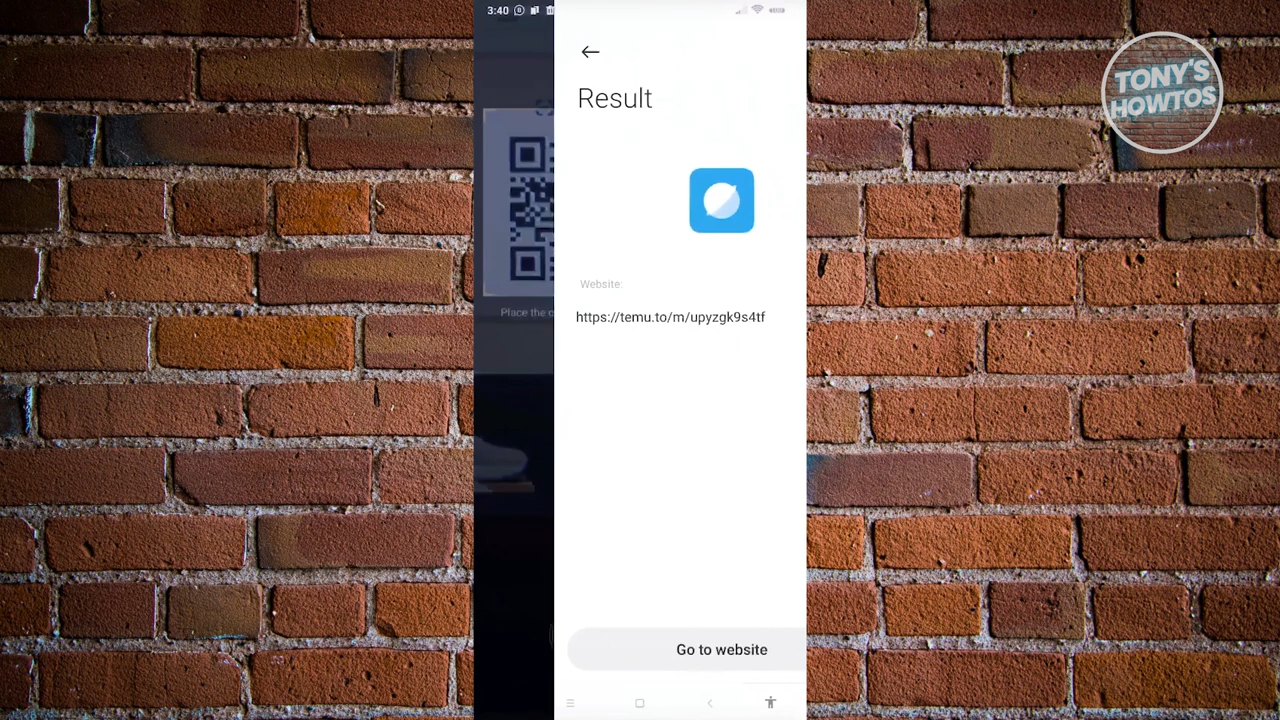 3:40
TONY'S
HOWTOS
Result
Website:
https://temu.to/m/upyzgk9s4tf
Place the
Go to website